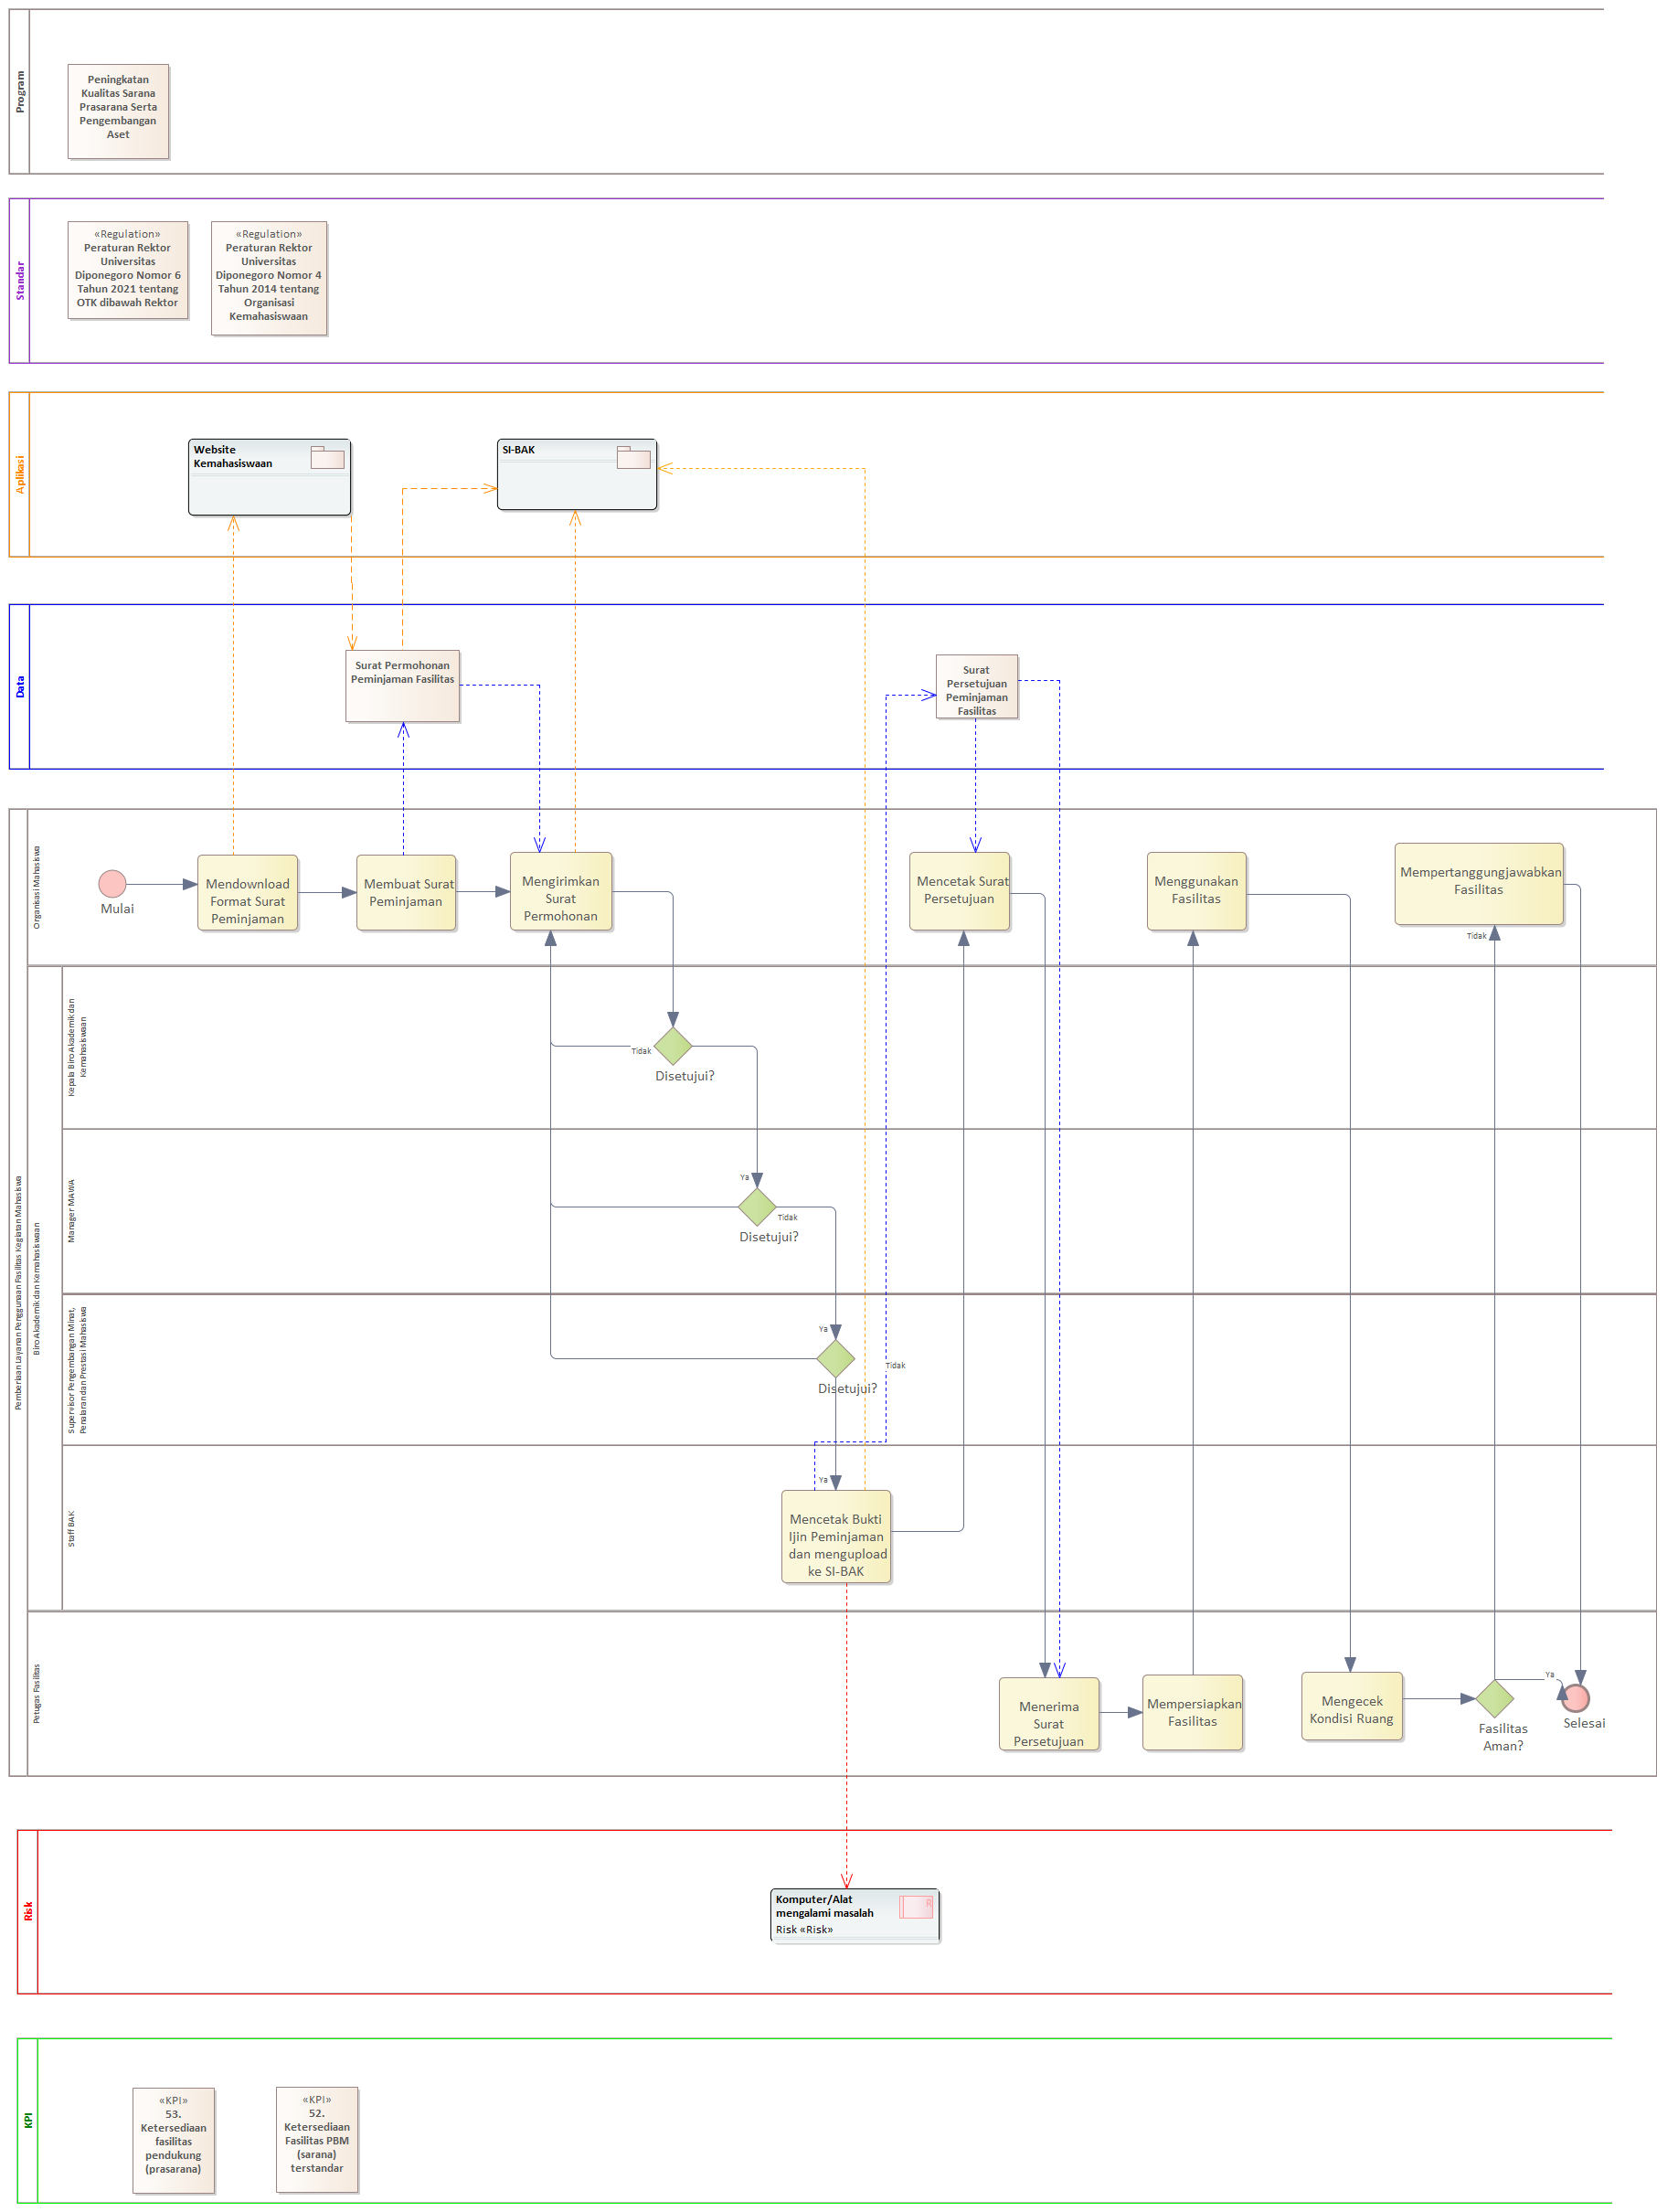 Program
Peningkatan
Kualitas Sarana
Prasarana Serta
Pengembangan
Aset
Standar
«Regulation»
Peraturan Rektor
Universitas
Diponegoro Nomor 6
Tahun 2021 tentang
OTK dibawah Rektor
«Regulation»
Peraturan Rektor
Universitas
Diponegoro Nomor 4
Tahun 2014 tentang
Organisasi
Kemahasiswaan
Aplikasi
Website
Kemahasiswaan
SI-BAK
Data
Surat Permohonan
Peminjaman Fasilitas
Surat
Persetujuan
Peminjaman
Fasilitas
Pemberiaan Layanan Penggunaan Fasilitas Kegiatan Mahasiswa
Organisasi Mahasiswa
Mulai
Mendownload
Format Surat
Peminjaman
Membuat Surat
Peminjaman
Mengirimkan
Surat
Permohonan
Mencetak Surat
Persetujuan
Menggunakan
Fasilitas
Mempertanggungjawabkan
Fasilitas
Tidak
Biro Akademik dan Kemahasiswaan
Kepala Biro Akademik dan
Kemahasiswaan
Tidak
Disetujui?
Manager MAWA
Ya
Tidak
Disetujui?
Supervisor Pengembangan Minat,
Penalaran dan Prestasi Mahasiswa
Ya
Tidak
Disetujui?
Staff BAK
Ya
Mencetak Bukti
Ijin Peminjaman
dan mengupload
ke SI-BAK
Petugas Fasilitas
Menerima
Surat
Persetujuan
Mempersiapkan
Fasilitas
Mengecek
Kondisi Ruang
Fasilitas
Aman?
Ya
Selesai
Risk
Komputer/Alat
mengalami masalah
Risk «Risk»
R
KPI
«KPI»
53.
Ketersediaan
fasilitas
pendukung
(prasarana)
«KPI»
52.
Ketersediaan
Fasilitas PBM
(sarana)
terstandar